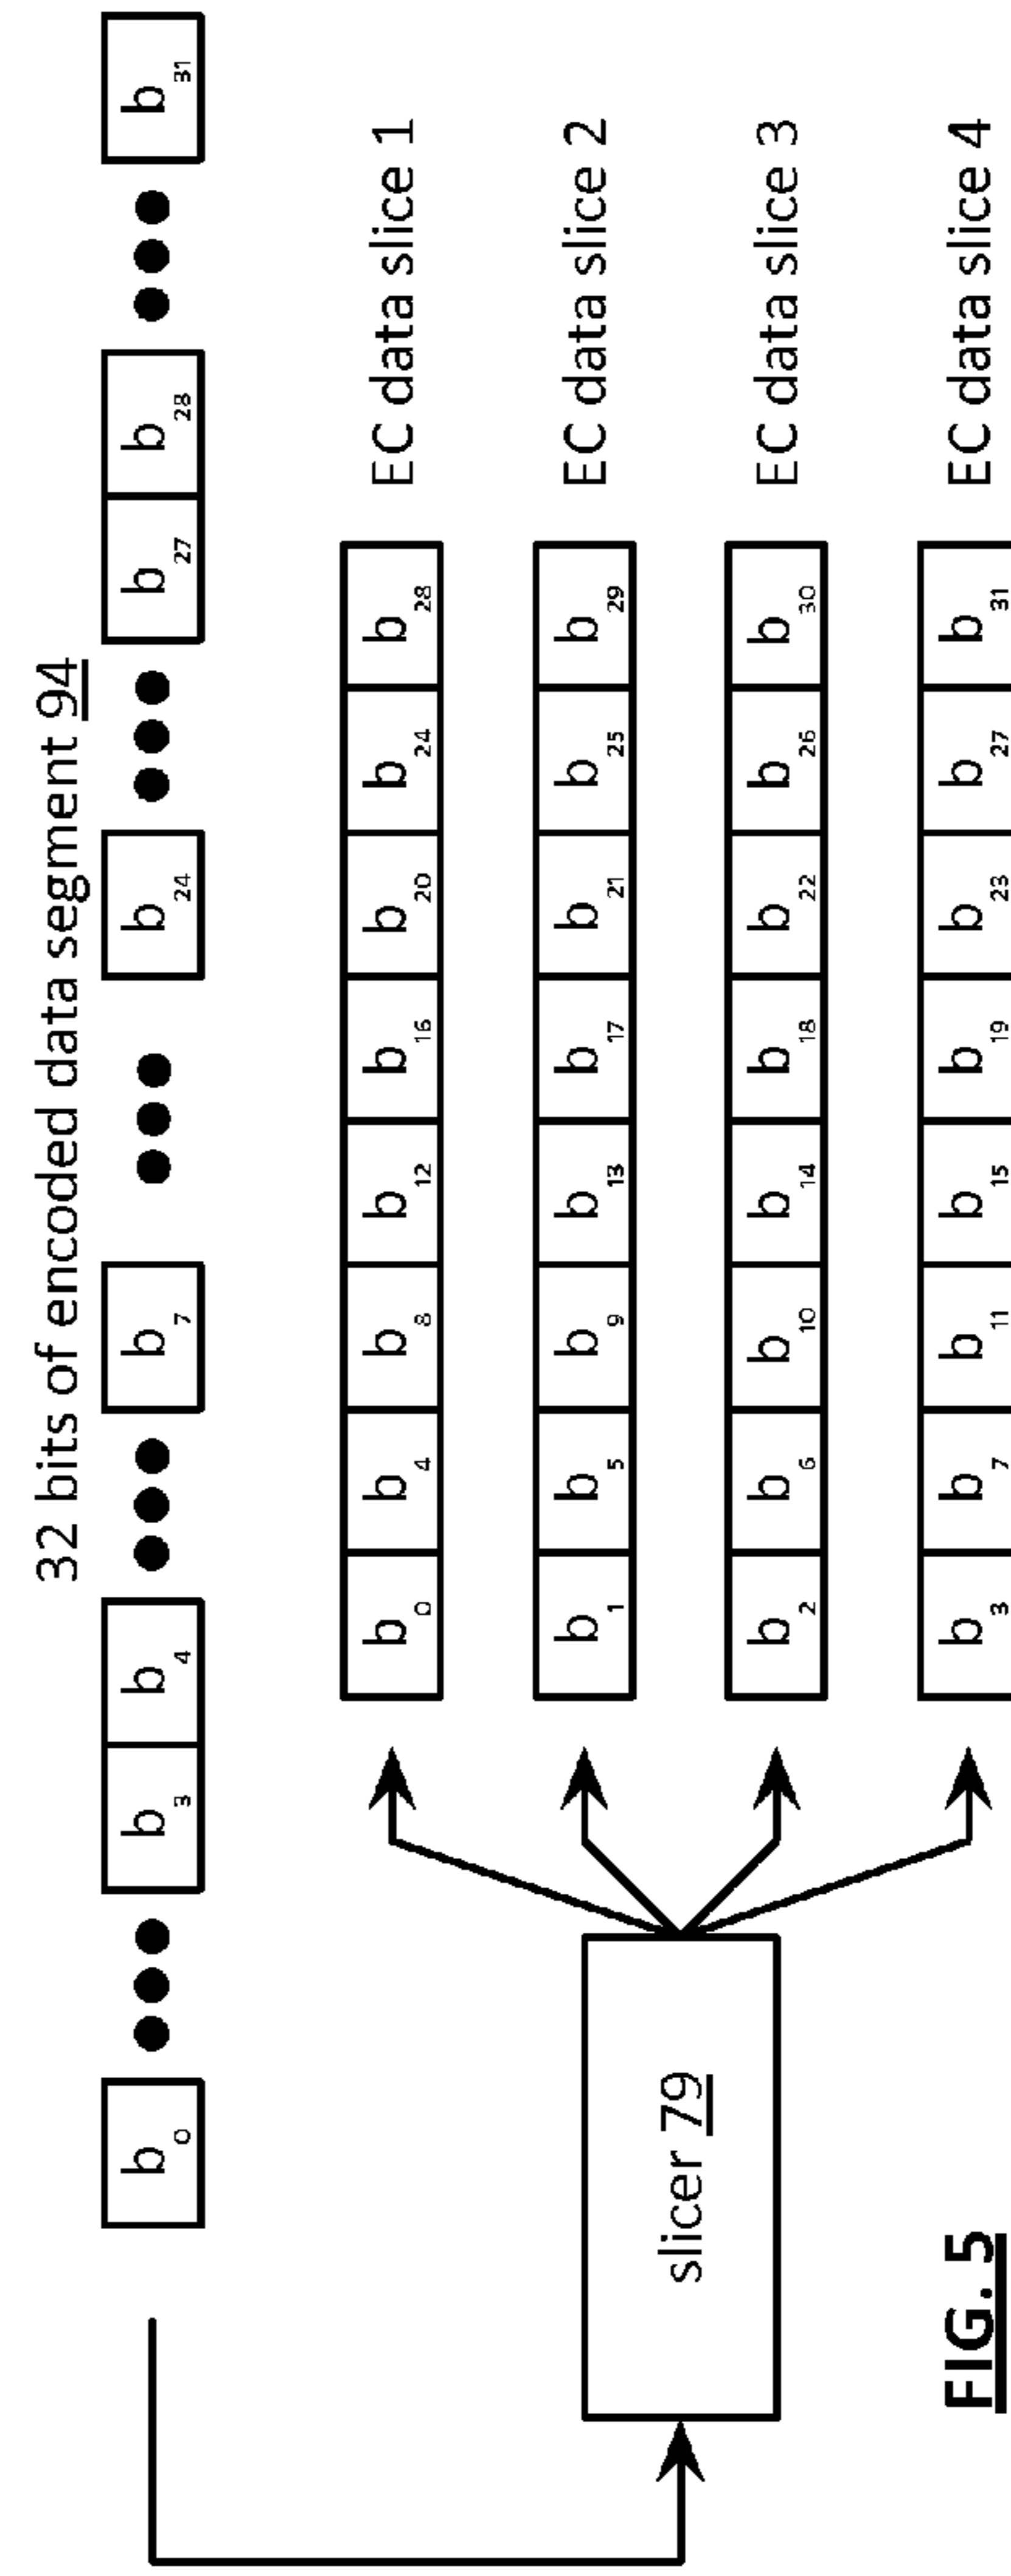 32 bits of encoded data segment 94
b0 ●●● b3 b4 ●●● b7 ●●● b24 ●●● b27 b28 ●●● b31
b0 b4 b8 b12 b16 b20 b24 b28 EC data slice 1
b1 b5 b9 b13 b17 b21 b25 b29 EC data slice 2
slicer 79
b2 b6 b10 b14 b18 b22 b26 b30 EC data slice 3
b3 b7 b11 b15 b19 b23 b27 b31 EC data slice 4
FIG. 5